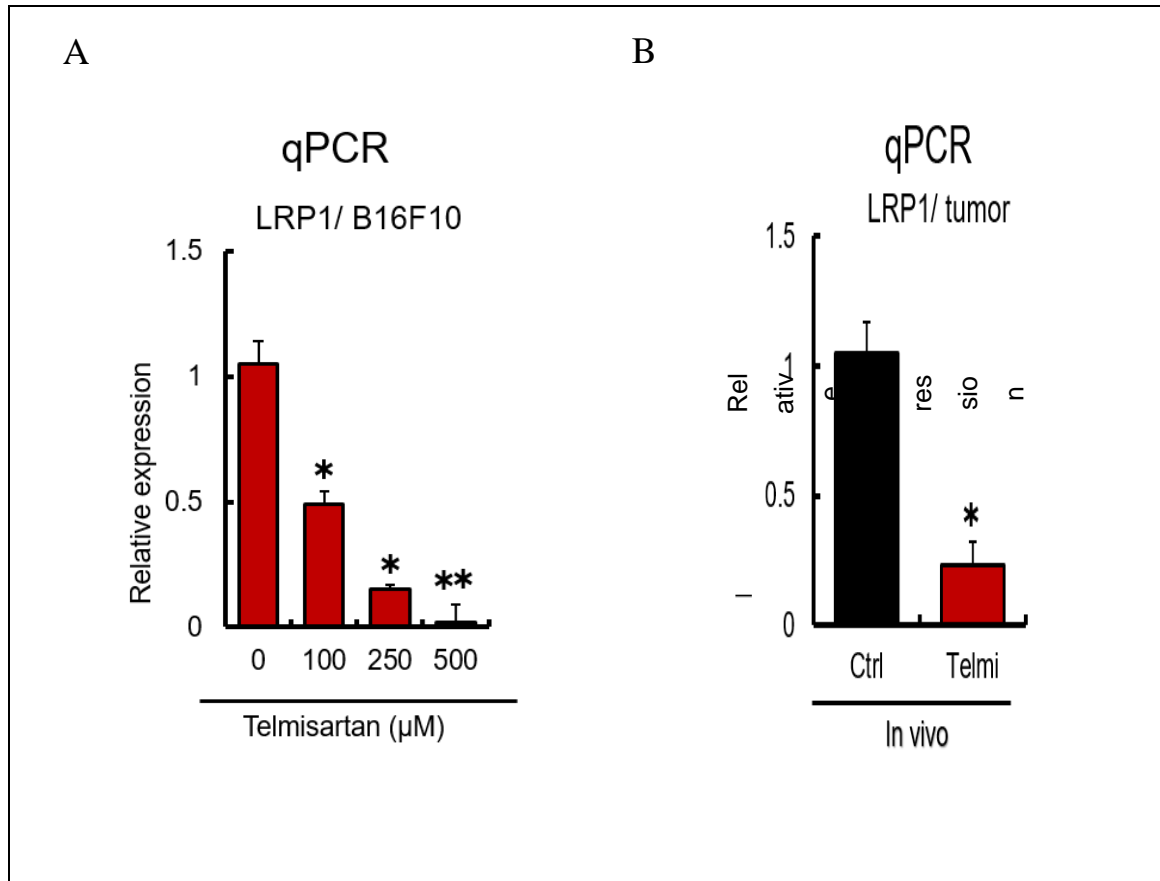 A
B
qPCR
LRP1/ B16F10
1.5
1
0.5
0
Relative expression
*
*
**
0 100 250 500
Telmisartan (µM)
qPCR
LRP1/ tumor
1.5
1
0.5
0
Rel
ativ
e
res
sio
n
l
*
Ctrl Telmi
In vivo